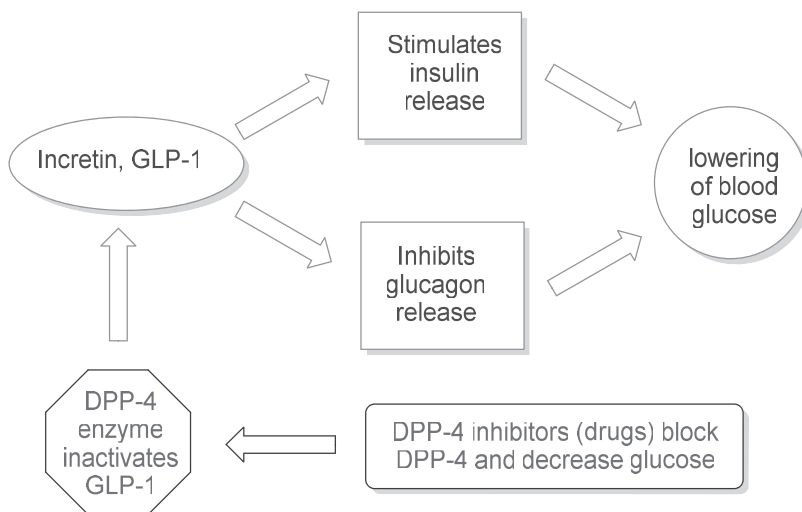 Stimulates
insulin
release
Incretin, GLP-1
lowering
of blood
glucose
Inhibits
glucagon
release
DPP-4
enzyme
inactivates
GLP-1
DPP-4 inhibitors (drugs) block
DPP-4 and decrease glucose